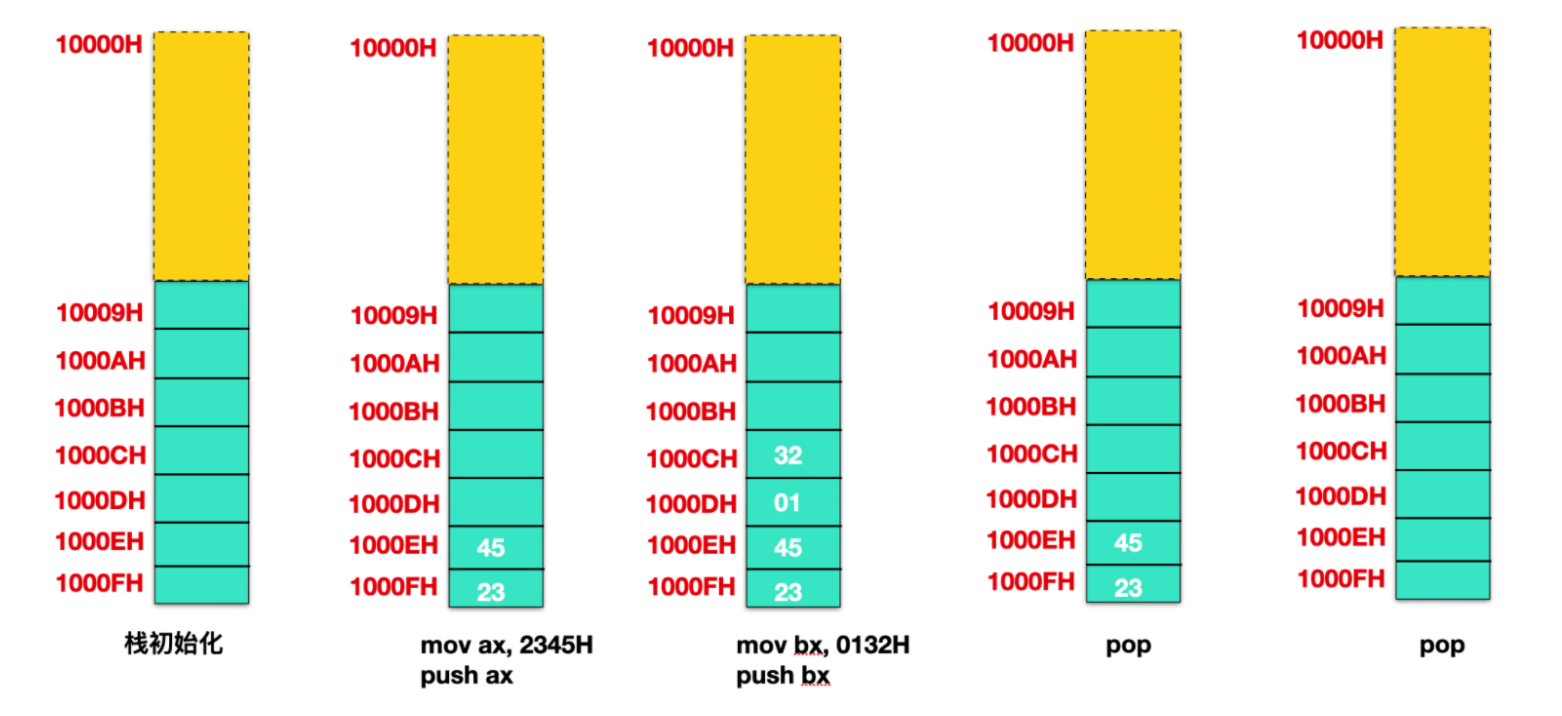 10000H
10009H
1000AH
1000BH
1000CH
1000DH
1000EH
1000FH
栈初始化
10000H
10009H
1000AH
1000BH
1000CH
1000DH
1000EH 45
1000FH 23
mov ax, 2345H
push ax
10000H
10009H
1000AH
1000BH
1000CH 32
1000DH 01
1000EH 45
1000FH 23
mov bx, 0132H
push bx
10000H
10009H
1000AH
1000BH
1000CH
1000DH
1000EH 45
1000FH 23
pop
10000H
10009H
1000AH
1000BH
1000CH
1000DH
1000EH
1000FH
pop